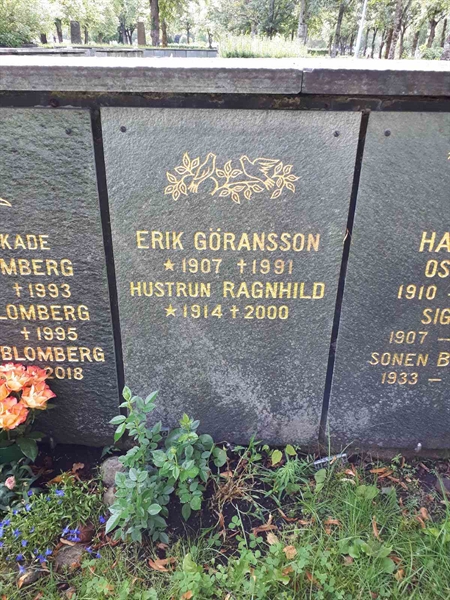 ERIK GÖRANSSON
★ 1907 † 1991
HUSTRUN RAGNHILD
★ 1914 † 2000
KADE
MBERG
† 1993
LOMBERG
† 1995
BLOMBERG
2018
HA
OS
1910 -
SIG
1907 -
SONEN B
1933 -